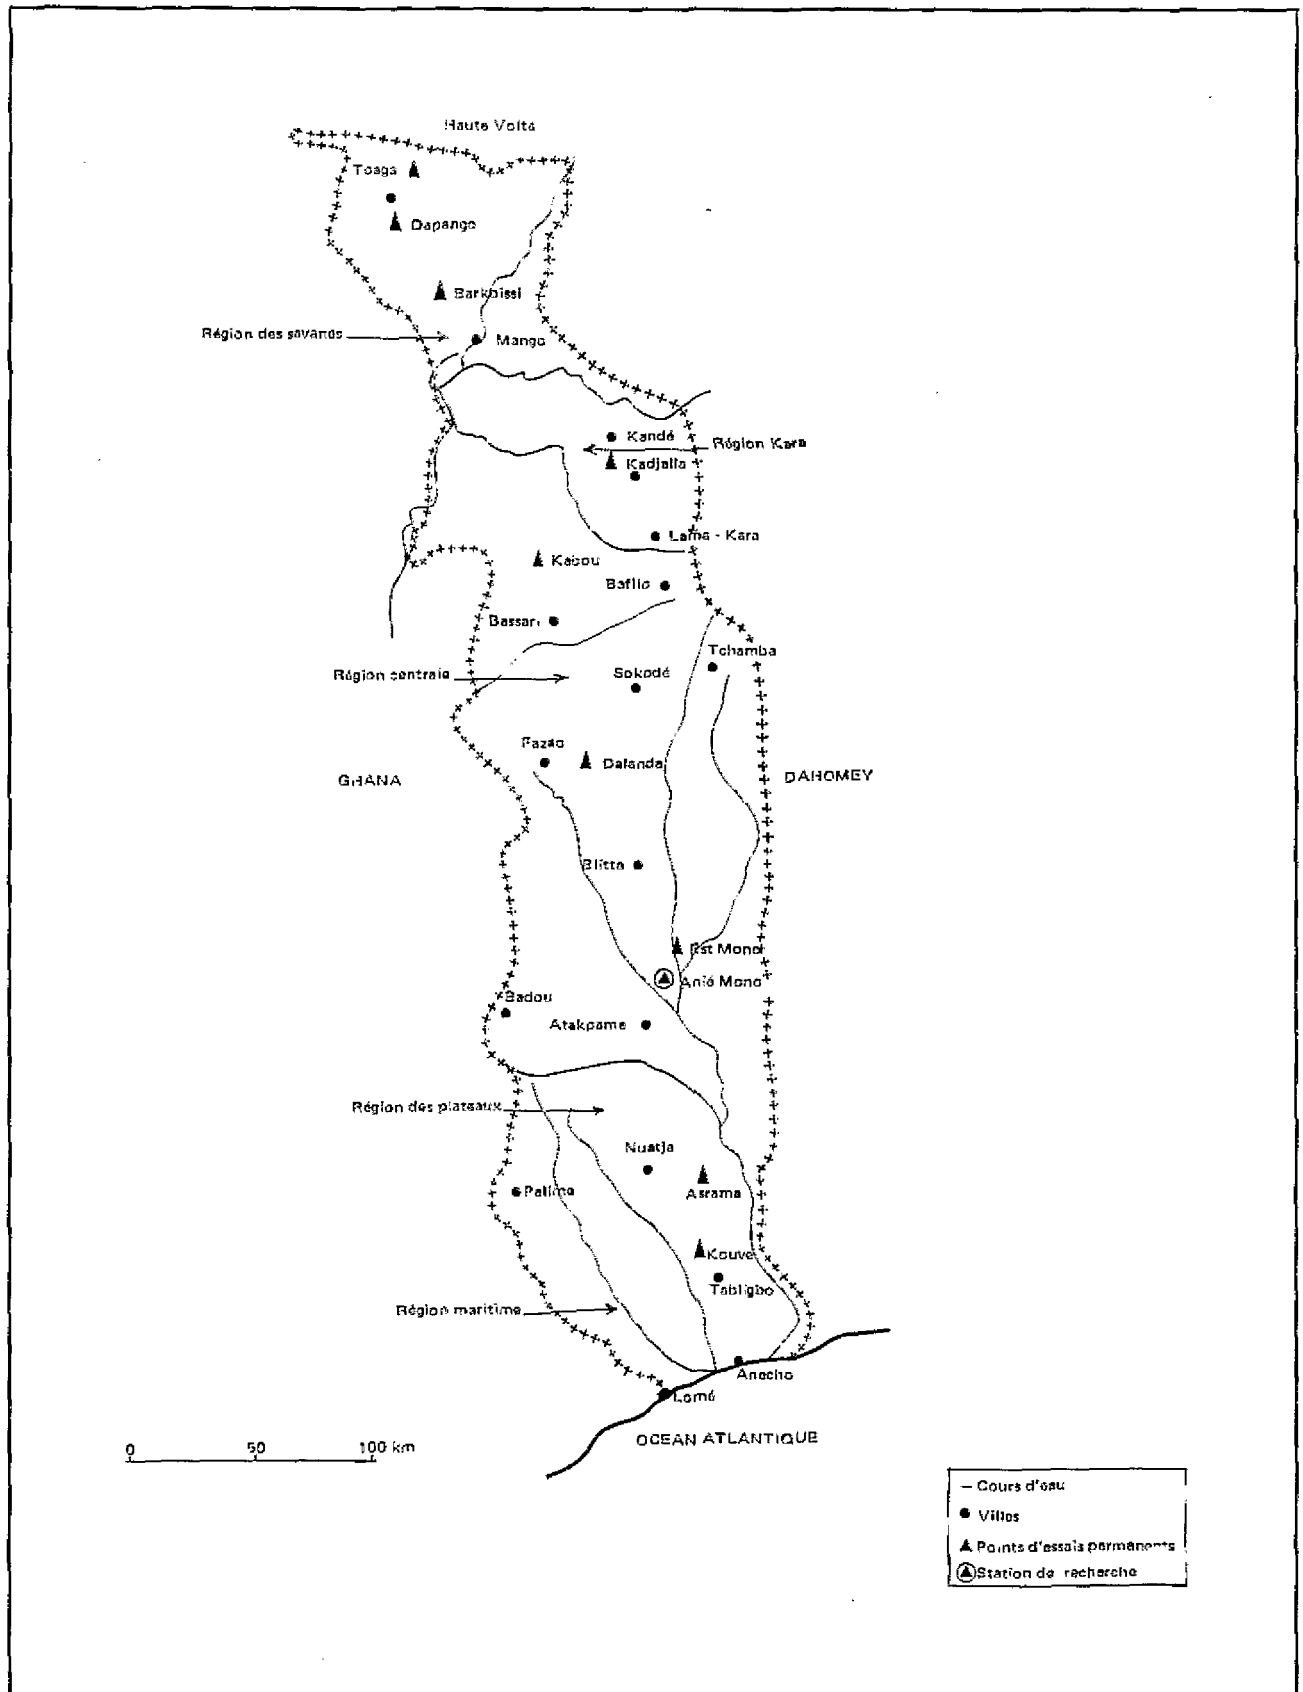 Haute Volta
Toaga
Dapango
Barkoissi
Région des savanes
Mango
Kandé
Région Kara
Kadjalla
Lama - Kara
Kabou
Bafilo
Bassari
Tchamba
Région centrale
Sokodé
Fazao
GHANA
Dalanda
DAHOMEY
Blitta
Est Mono
Anié Mono
Badou
Atakpame
Région des plateaux
Nuatja
Palime
Asrama
Kouve
Tabligbo
Région maritime
Anecho
Lomé
OCEAN ATLANTIQUE
0 50 100 km
Cours d'eau
Villes
Points d'essais permanents
Station de recherche